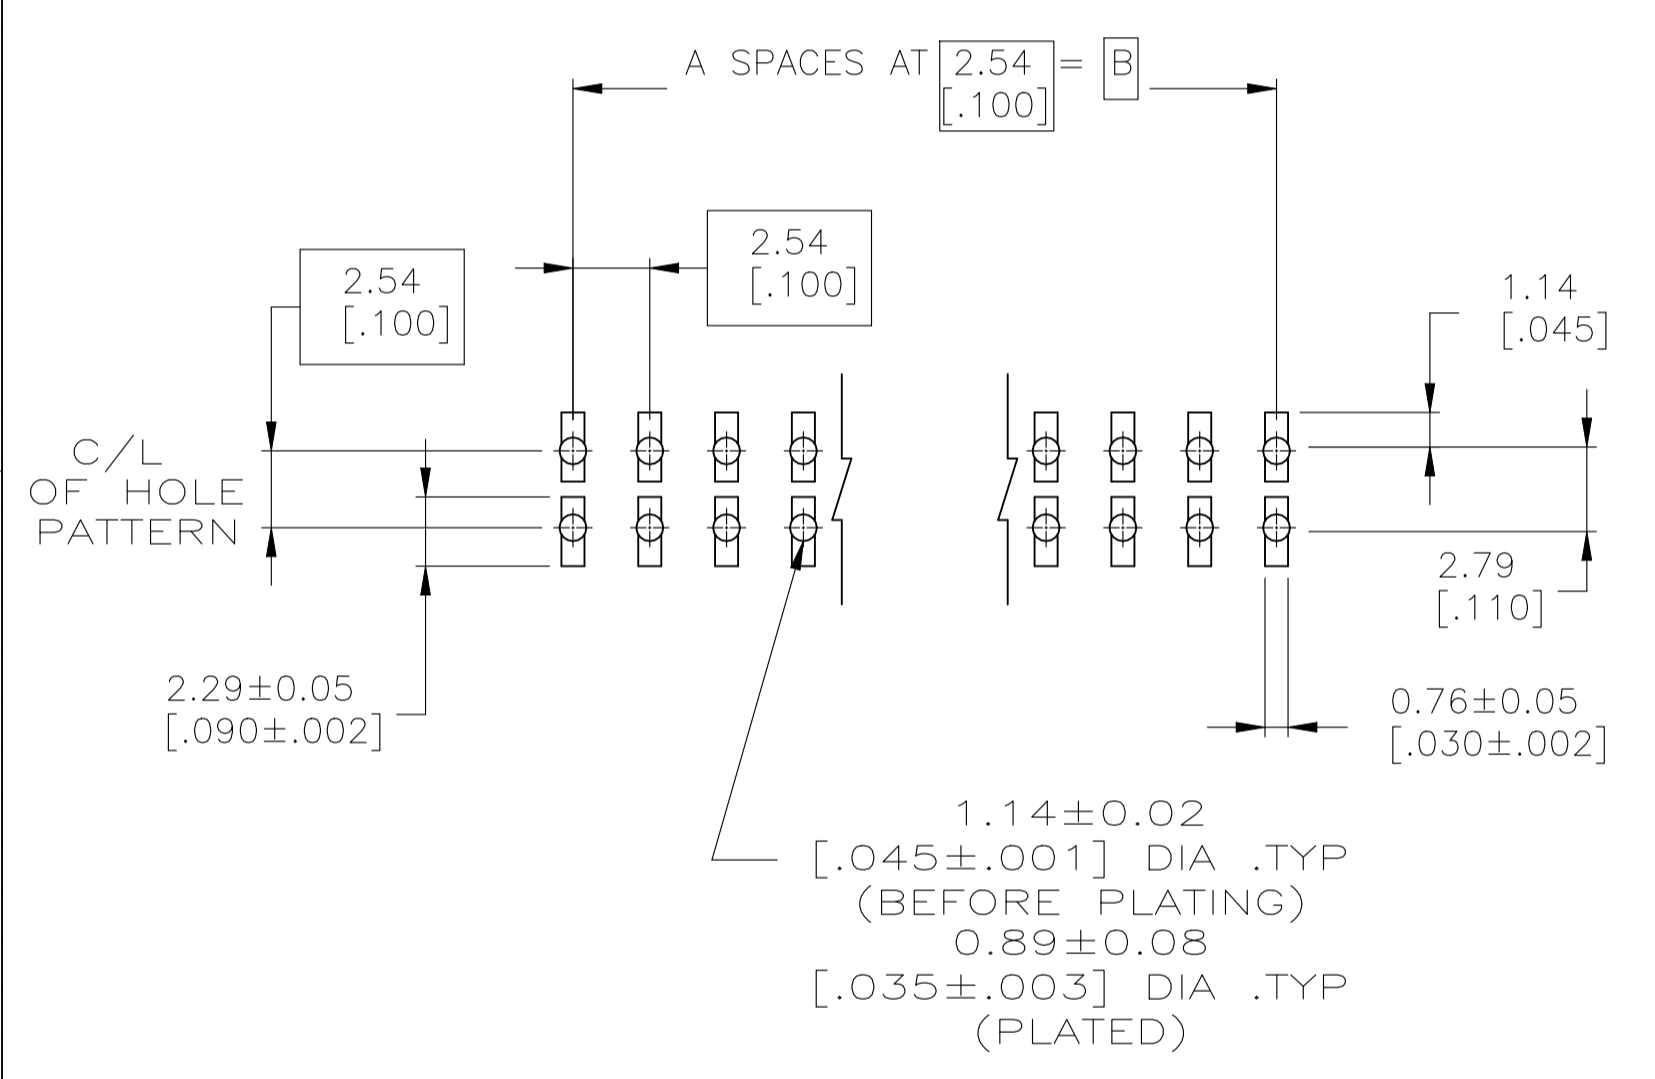 A SPACES AT 2.54 = B
[.100]
2.54
[.100]
2.54
[.100]
1.14
[.045]
C/L
OF HOLE
PATTERN
2.79
[.110]
2.29±0.05
[.090±.002]
0.76±0.05
[.030±.002]
1.14±0.02
[.045±.001] DIA .TYP
(BEFORE PLATING)
0.89±0.08
[.035±.003] DIA .TYP
(PLATED)